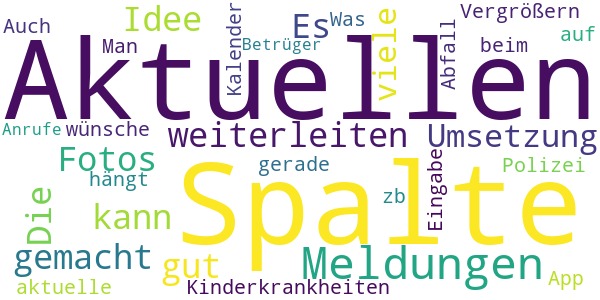 Auch
Idee
Kalender
Es
Was
viele
Abfall
Vergrößern
auf
Man
Betrüger
beim
Aktuellen
Anrufe
wünsche
weiterleiten
Umsetzung
Fotos
hängt
gerade
Eingabe
Polizei
Die
kann
Spalte
zb
gemacht
gut
Meldungen
App
aktuelle
Kinderkrankheiten